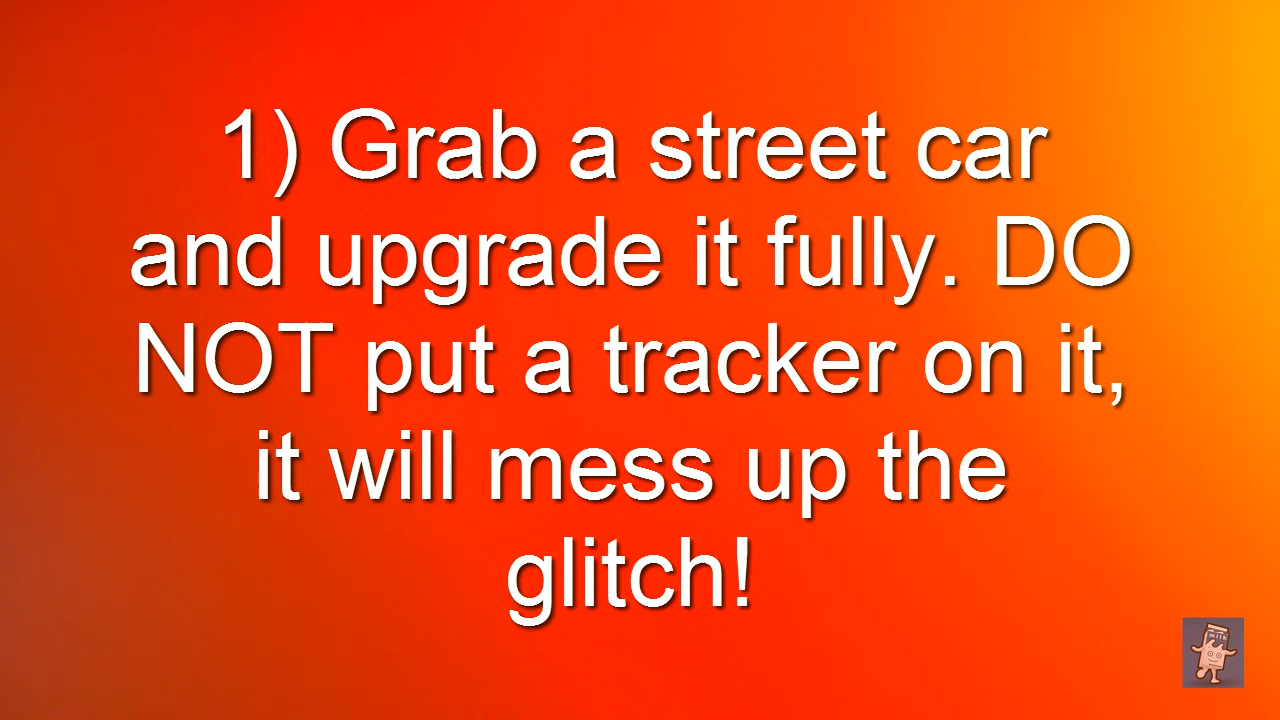 1) Grab a street car
and upgrade it fully. DO
NOT put a tracker on it,
it will mess up the
glitch!
milk